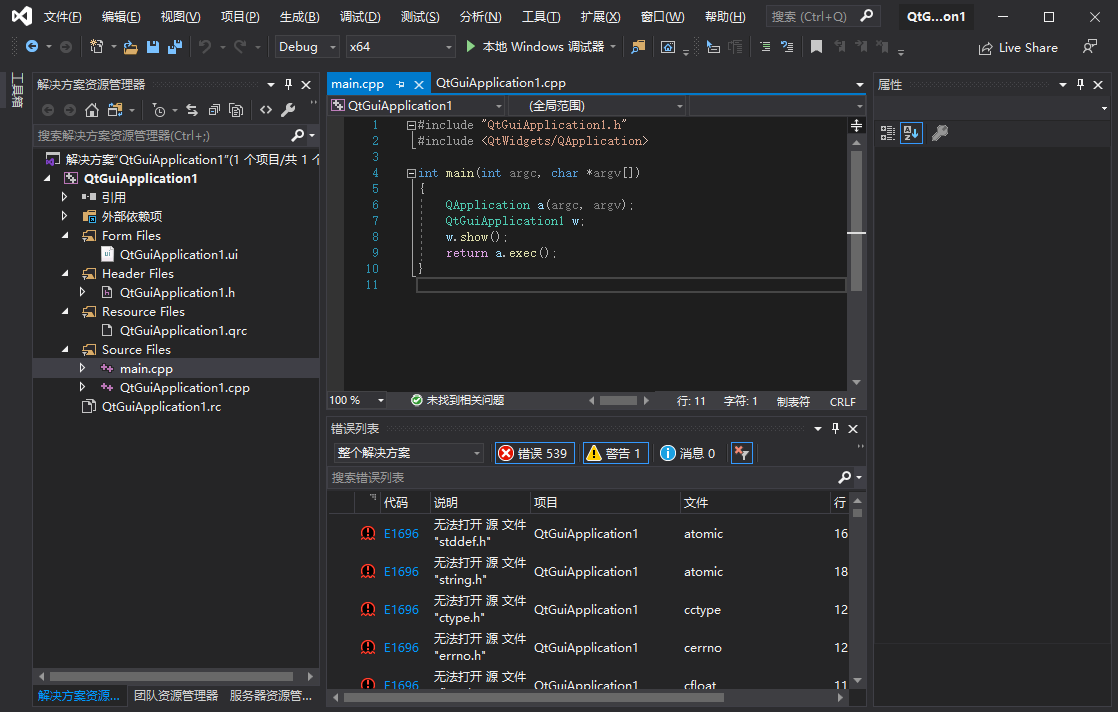 文件(F) 编辑(E) 视图(V) 项目(P) 生成(B) 调试(D) 测试(S) 分析(N) 工具(T) 扩展(X) 窗口(W) 帮助(H) 搜索 (Ctrl+Q) QtG...on1
Debug x64 本地 Windows 调试器 Live Share
工具箱
解决方案资源管理器
搜索解决方案资源管理器(Ctrl+;)
解决方案"QtGuiApplication1"(1 个项目/共 1 个
QtGuiApplication1
引用
外部依赖项
Form Files
QtGuiApplication1.ui
Header Files
QtGuiApplication1.h
Resource Files
QtGuiApplication1.qrc
Source Files
main.cpp
QtGuiApplication1.cpp
QtGuiApplication1.rc
解决方案资源... 团队资源管理器 服务器资源管...
main.cpp QtGuiApplication1.cpp
QtGuiApplication1 (全局范围)
1 #include "QtGuiApplication1.h"
2 #include <QtWidgets/QApplication>
3
4 int main(int argc, char *argv[])
5 {
6 QApplication a(argc, argv);
7 QtGuiApplication1 w;
8 w.show();
9 return a.exec();
10 }
11
100 % 未找到相关问题 行: 11 字符: 1 制表符 CRLF
错误列表
整个解决方案 错误 539 警告 1 消息 0
搜索错误列表
代码 说明 项目 文件 行
E1696 无法打开 源 文件 "stddef.h" QtGuiApplication1 atomic 16
E1696 无法打开 源 文件 "string.h" QtGuiApplication1 atomic 18
E1696 无法打开 源 文件 "ctype.h" QtGuiApplication1 cctype 12
E1696 无法打开 源 文件 "errno.h" QtGuiApplication1 cerrno 12
E1696 无法打开 源 文件 QtGuiApplication1 cfloat 11
属性